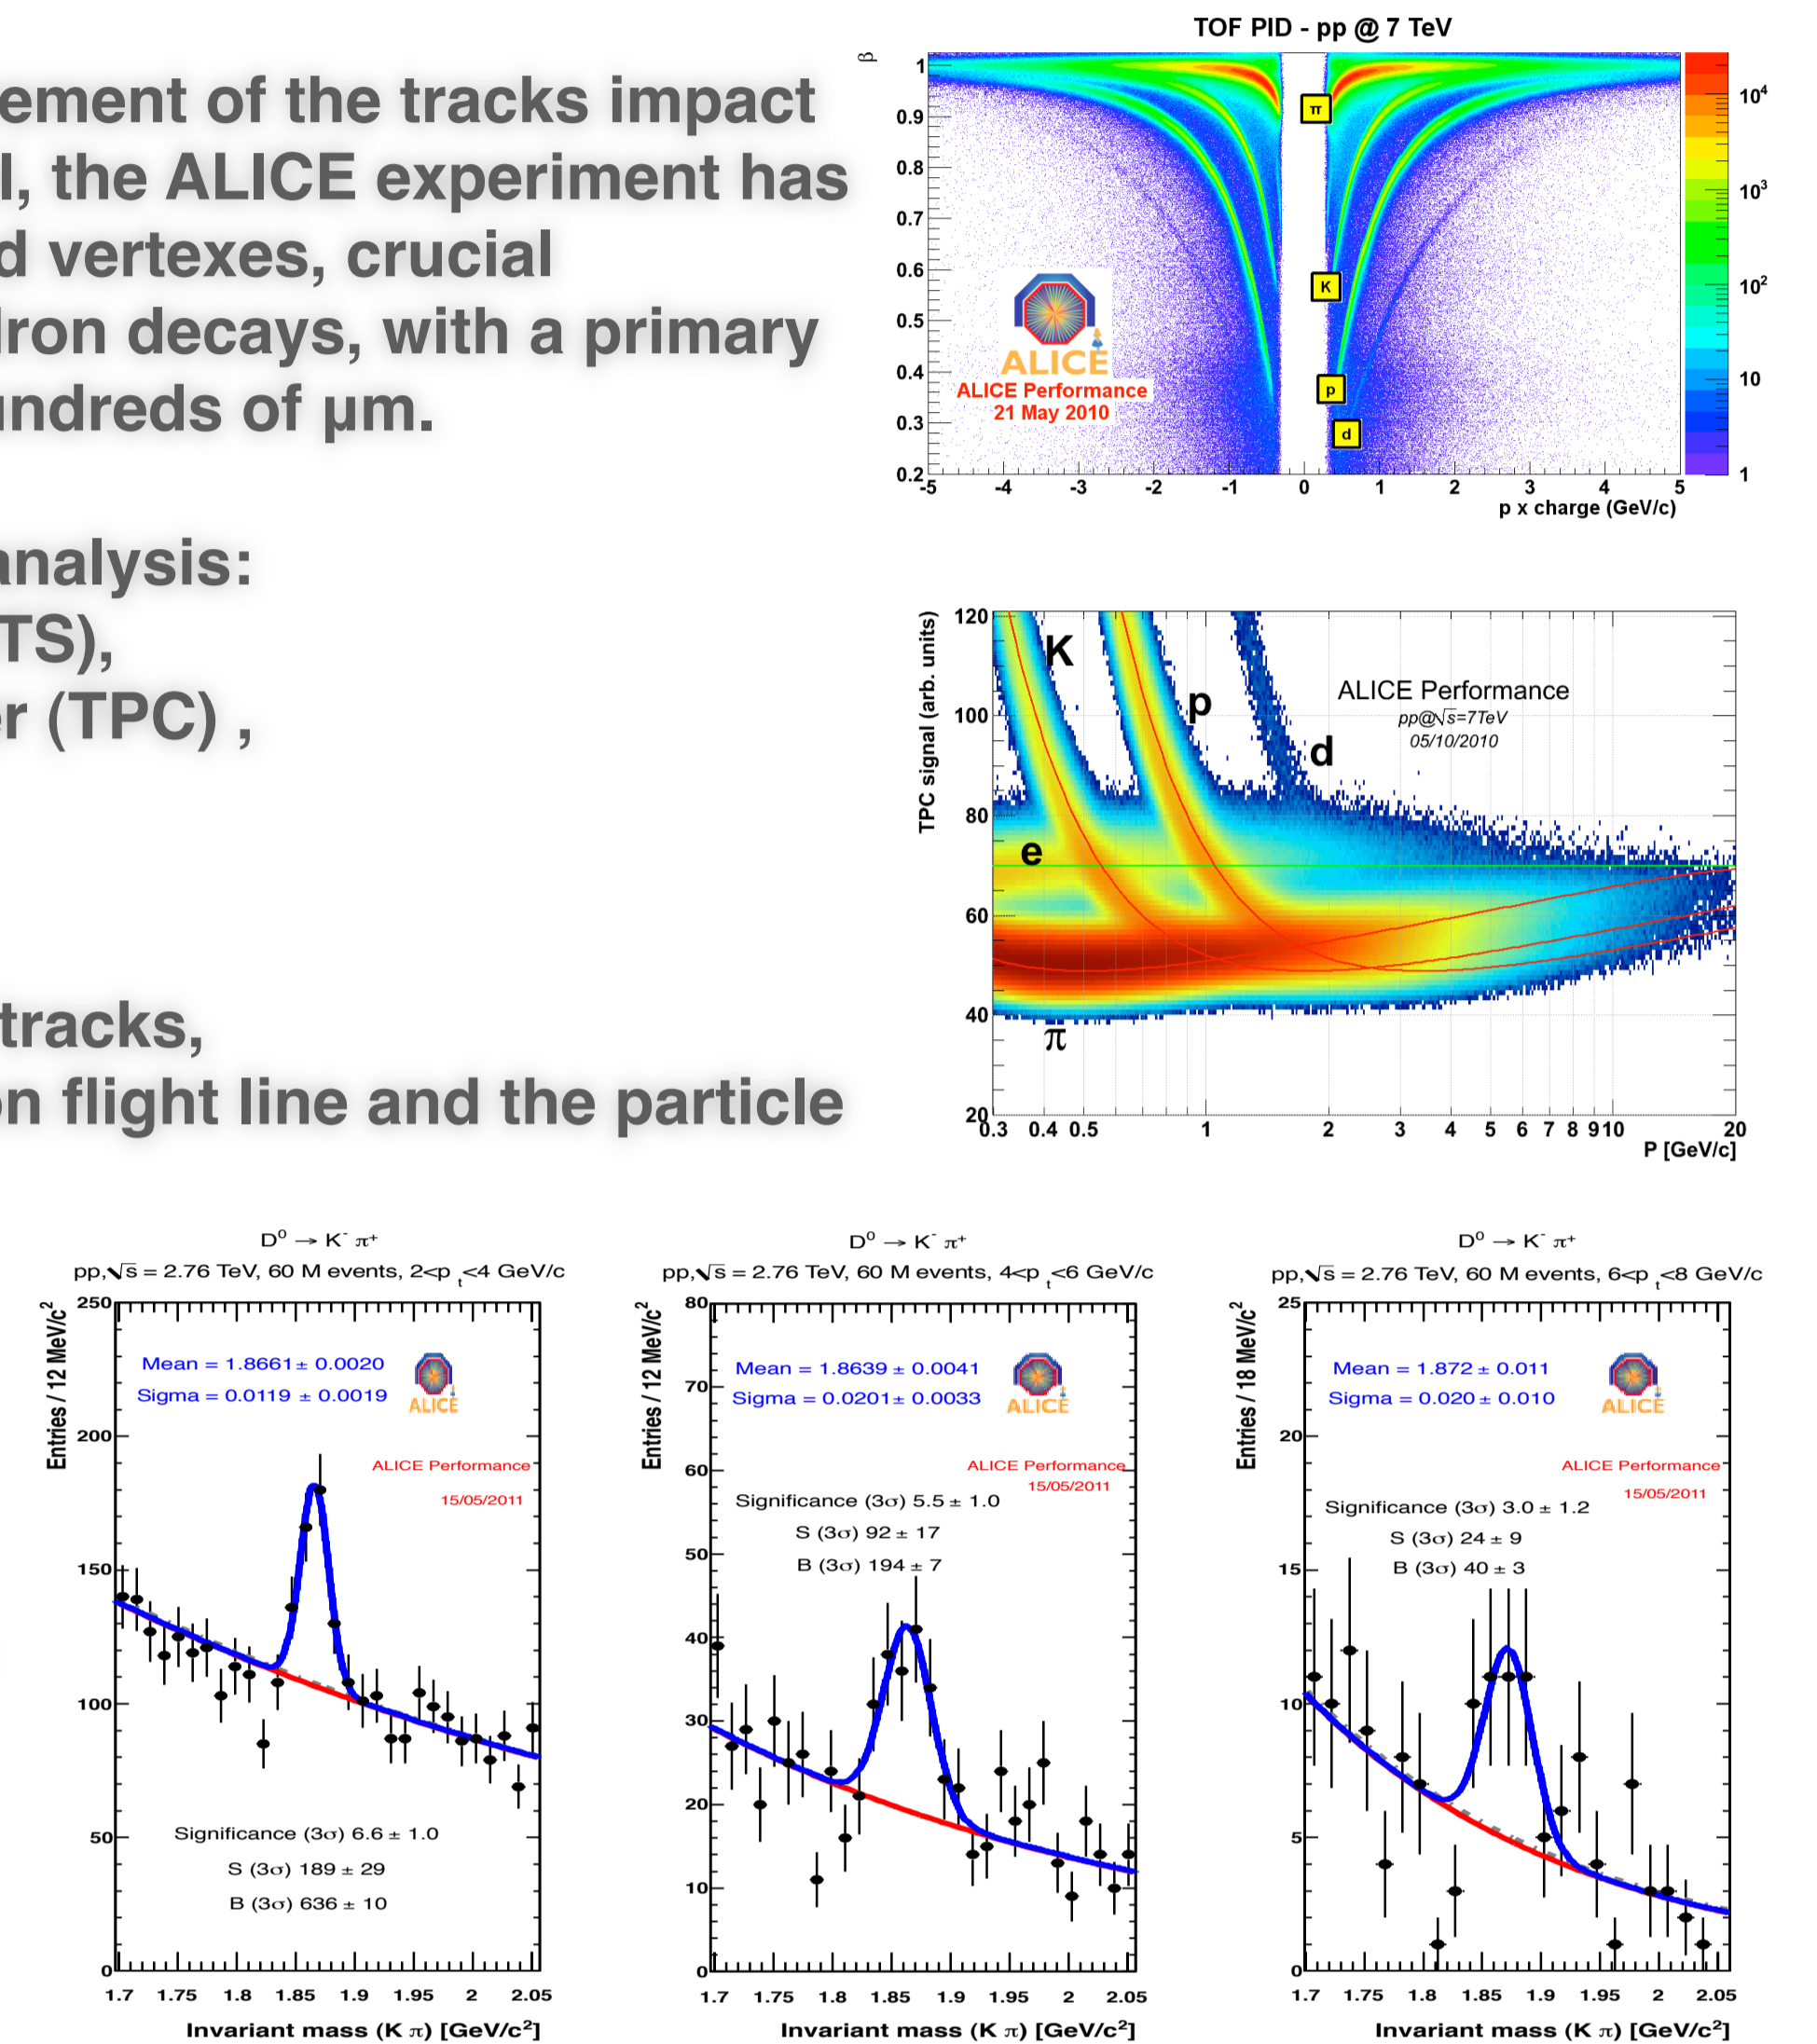 ement of the tracks impact
l, the ALICE experiment has
d vertexes, crucial
dron decays, with a primary
undreds of µm.
analysis:
TS),
er (TPC) ,
tracks,
on flight line and the particle
TOF PID - pp @ 7 TeV
β
1
0.9
0.8
0.7
0.6
0.5
0.4
0.3
0.2
π
K
p
d
ALICE
ALICE Performance
21 May 2010
-5 -4 -3 -2 -1 0 1 2 3 4 5
p x charge (GeV/c)
10⁴
10³
10²
10
1
TPC signal (arb. units)
120
100
80
60
40
20
K
p
d
e
π
ALICE Performance
pp@√s=7TeV
05/10/2010
0.3 0.4 0.5 1 2 3 4 5 6 7 8 910 20
P [GeV/c]
D⁰ → K⁻ π⁺
pp,√s = 2.76 TeV, 60 M events, 2<pₜ<4 GeV/c
Entries / 12 MeV/c²
250
200
150
100
50
0
Mean = 1.8661± 0.0020
Sigma = 0.0119 ± 0.0019
ALICE
ALICE Performance
15/05/2011
Significance (3σ) 6.6 ± 1.0
S (3σ) 189 ± 29
B (3σ) 636 ± 10
1.7 1.75 1.8 1.85 1.9 1.95 2 2.05
Invariant mass (K π) [GeV/c²]
D⁰ → K⁻ π⁺
pp,√s = 2.76 TeV, 60 M events, 4<pₜ<6 GeV/c
Entries / 12 MeV/c²
80
70
60
50
40
30
20
10
0
Mean = 1.8639 ± 0.0041
Sigma = 0.0201± 0.0033
ALICE
ALICE Performance
15/05/2011
Significance (3σ) 5.5 ± 1.0
S (3σ) 92 ± 17
B (3σ) 194 ± 7
1.7 1.75 1.8 1.85 1.9 1.95 2 2.05
Invariant mass (K π) [GeV/c²]
D⁰ → K⁻ π⁺
pp,√s = 2.76 TeV, 60 M events, 6<pₜ<8 GeV/c
Entries / 18 MeV/c²
25
20
15
10
5
0
Mean = 1.872 ± 0.011
Sigma = 0.020 ± 0.010
ALICE
ALICE Performance
15/05/2011
Significance (3σ) 3.0 ± 1.2
S (3σ) 24 ± 9
B (3σ) 40 ± 3
1.7 1.75 1.8 1.85 1.9 1.95 2 2.05
Invariant mass (K π) [GeV/c²]